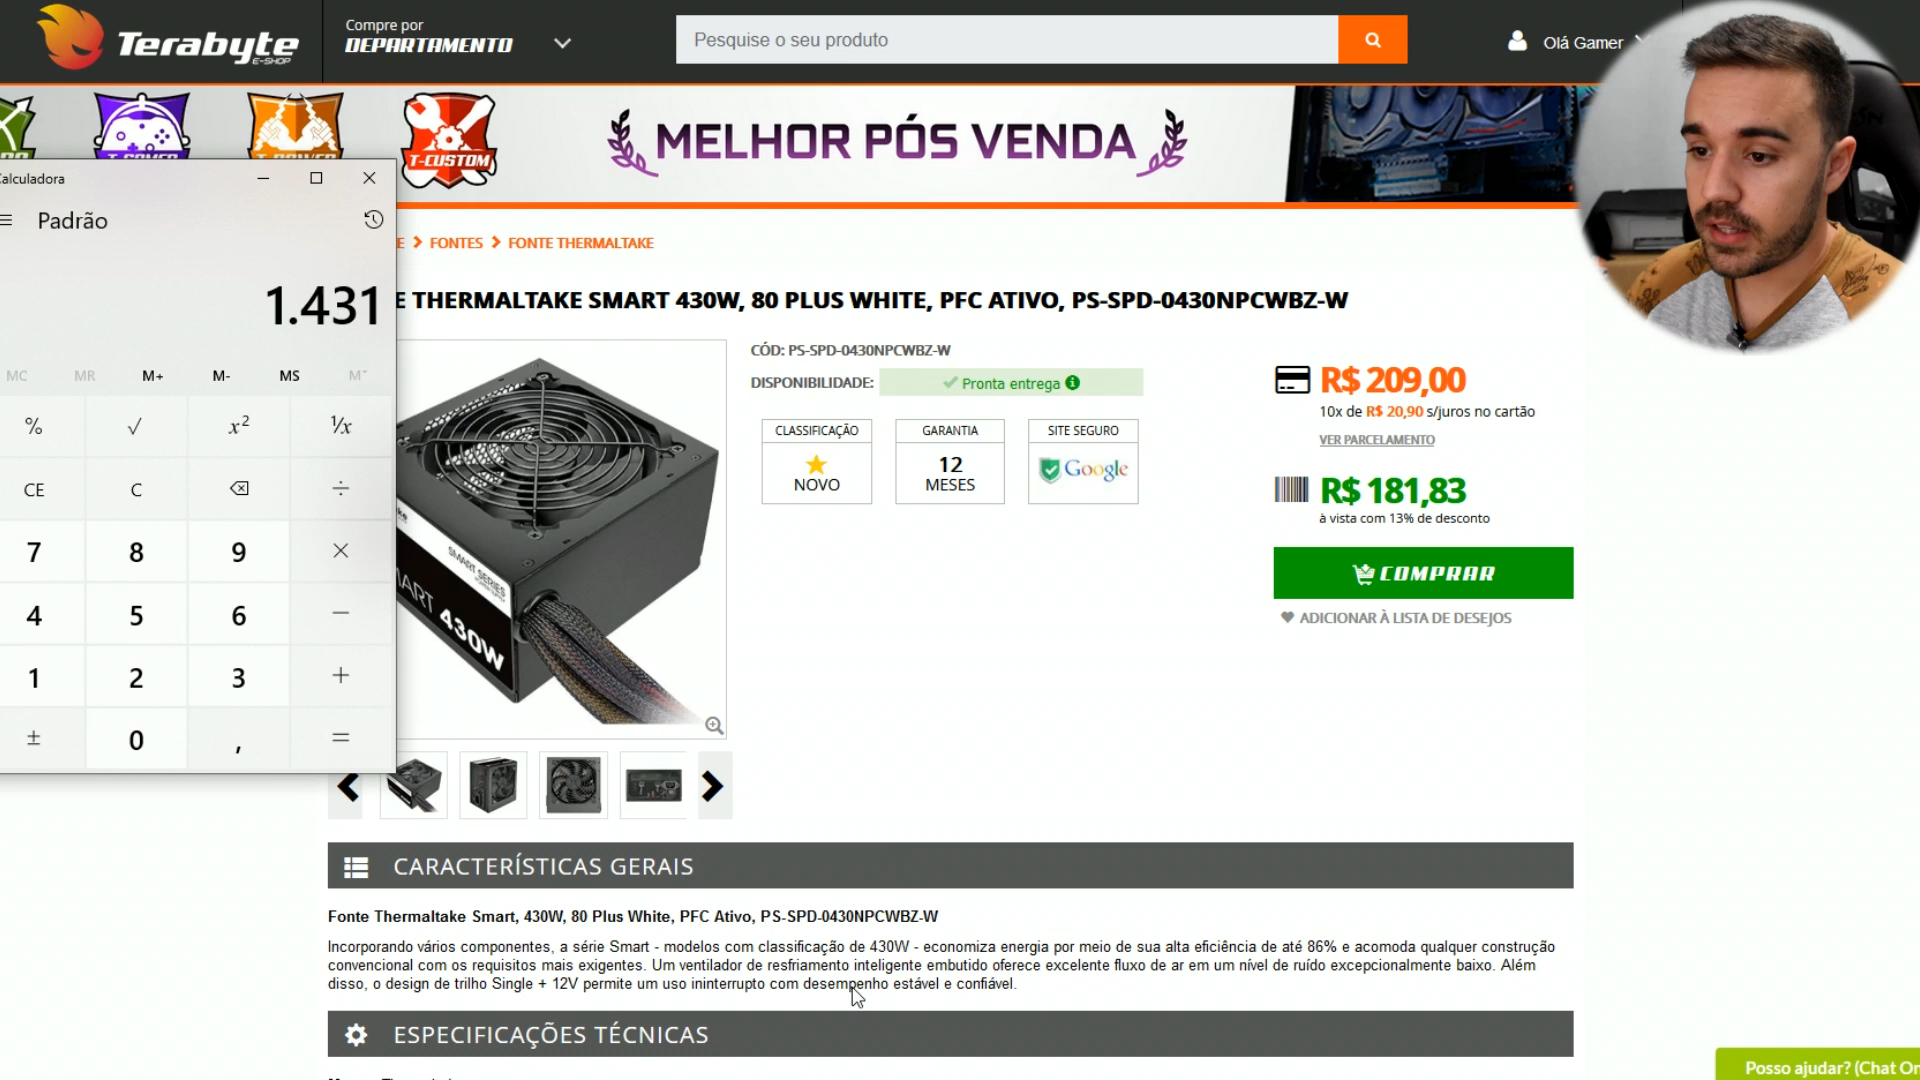 Terabyte
E-SHOP
Compre por
DEPARTAMENTO
Pesquise o seu produto
Olá Gamer
T-GAMER
T-POWER
T-CUSTOM
MELHOR PÓS VENDA
Calculadora
Padrão
1.431
MC MR M+ M- MS
% √ x² ¹/x
CE C ÷
7 8 9 ×
4 5 6 −
1 2 3 +
± 0 , =
E > FONTES > FONTE THERMALTAKE
E THERMALTAKE SMART 430W, 80 PLUS WHITE, PFC ATIVO, PS-SPD-0430NPCWBZ-W
SMART SERIES
SMART 430W
CÓD: PS-SPD-0430NPCWBZ-W
DISPONIBILIDADE: Pronta entrega
CLASSIFICAÇÃO
NOVO
GARANTIA
12
MESES
SITE SEGURO
Google
R$ 209,00
10x de R$ 20,90 s/juros no cartão
VER PARCELAMENTO
R$ 181,83
à vista com 13% de desconto
COMPRAR
ADICIONAR À LISTA DE DESEJOS
CARACTERÍSTICAS GERAIS
Fonte Thermaltake Smart, 430W, 80 Plus White, PFC Ativo, PS-SPD-0430NPCWBZ-W
Incorporando vários componentes, a série Smart - modelos com classificação de 430W - economiza energia por meio de sua alta eficiência de até 86% e acomoda qualquer construção
convencional com os requisitos mais exigentes. Um ventilador de resfriamento inteligente embutido oferece excelente fluxo de ar em um nível de ruído excepcionalmente baixo. Além
disso, o design de trilho Single + 12V permite um uso ininterrupto com desempenho estável e confiável.
ESPECIFICAÇÕES TÉCNICAS
Posso ajudar? (Chat On